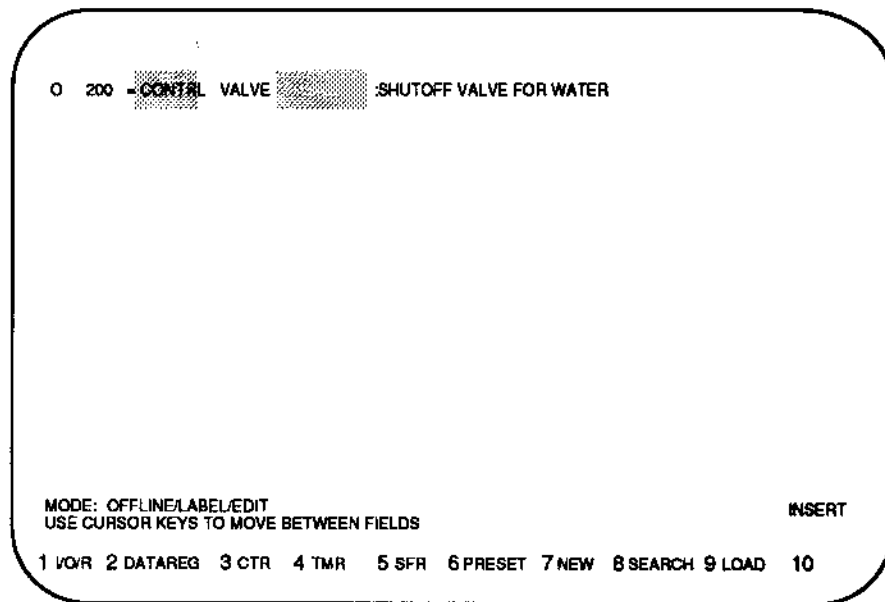 O 200 = CONTRL VALVE :SHUTOFF VALVE FOR WATER
MODE: OFFLINE/LABEL/EDIT
INSERT
USE CURSOR KEYS TO MOVE BETWEEN FIELDS
1 I/O/R 2 DATAREG 3 CTR 4 TMR 5 SFR 6 PRESET 7 NEW 8 SEARCH 9 LOAD 10